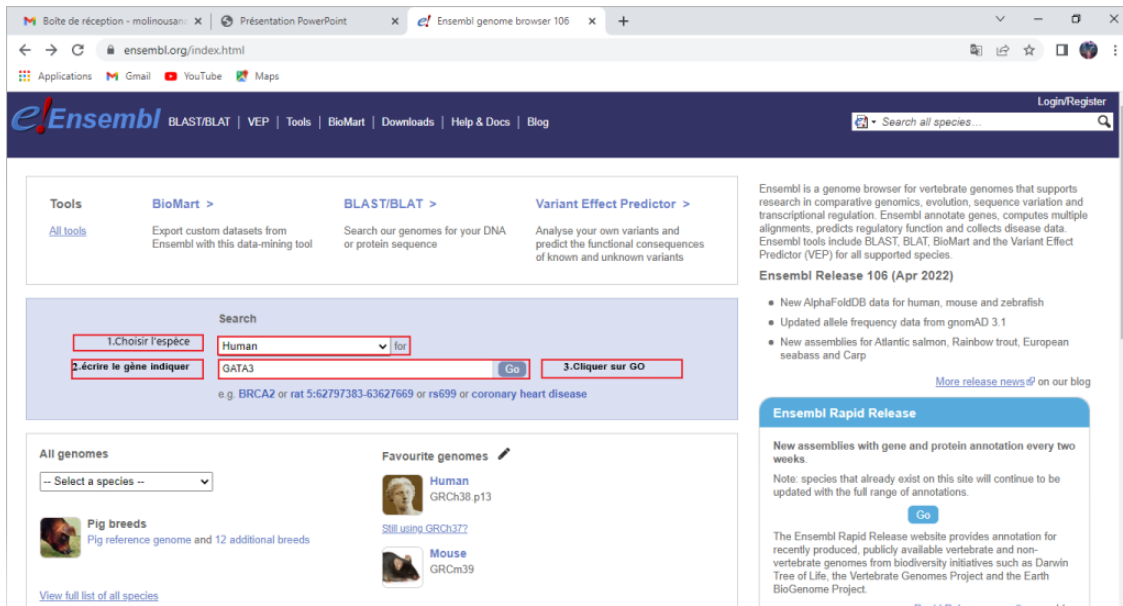 Boîte de réception - molinousan
Présentation PowerPoint
Ensembl genome browser 106
ensembl.org/index.html
Applications
Gmail
YouTube
Maps
Login/Register
e!Ensembl
BLAST/BLAT | VEP | Tools | BioMart | Downloads | Help & Docs | Blog
Search all species...
Tools
All tools
BioMart >
Export custom datasets from
Ensembl with this data-mining tool
BLAST/BLAT >
Search our genomes for your DNA
or protein sequence
Variant Effect Predictor >
Analyse your own variants and
predict the functional consequences
of known and unknown variants
Search
1.Choisir l'espéce
Human
for
2.écrire le gène indiquer
GATA3
Go
3.Cliquer sur GO
e.g. BRCA2 or rat 5:62797383-63627669 or rs699 or coronary heart disease
All genomes
-- Select a species --
Pig breeds
Pig reference genome and 12 additional breeds
View full list of all species
Favourite genomes
Human
GRCh38.p13
Still using GRCh37?
Mouse
GRCm39
Ensembl is a genome browser for vertebrate genomes that supports
research in comparative genomics, evolution, sequence variation and
transcriptional regulation. Ensembl annotate genes, computes multiple
alignments, predicts regulatory function and collects disease data.
Ensembl tools include BLAST, BLAT, BioMart and the Variant Effect
Predictor (VEP) for all supported species.
Ensembl Release 106 (Apr 2022)
New AlphaFoldDB data for human, mouse and zebrafish
Updated allele frequency data from gnomAD 3.1
New assemblies for Atlantic salmon, Rainbow trout, European
seabass and Carp
More release news on our blog
Ensembl Rapid Release
New assemblies with gene and protein annotation every two
weeks.
Note: species that already exist on this site will continue to be
updated with the full range of annotations.
Go
The Ensembl Rapid Release website provides annotation for
recently produced, publicly available vertebrate and non-
vertebrate genomes from biodiversity initiatives such as Darwin
Tree of Life, the Vertebrate Genomes Project and the Earth
BioGenome Project.